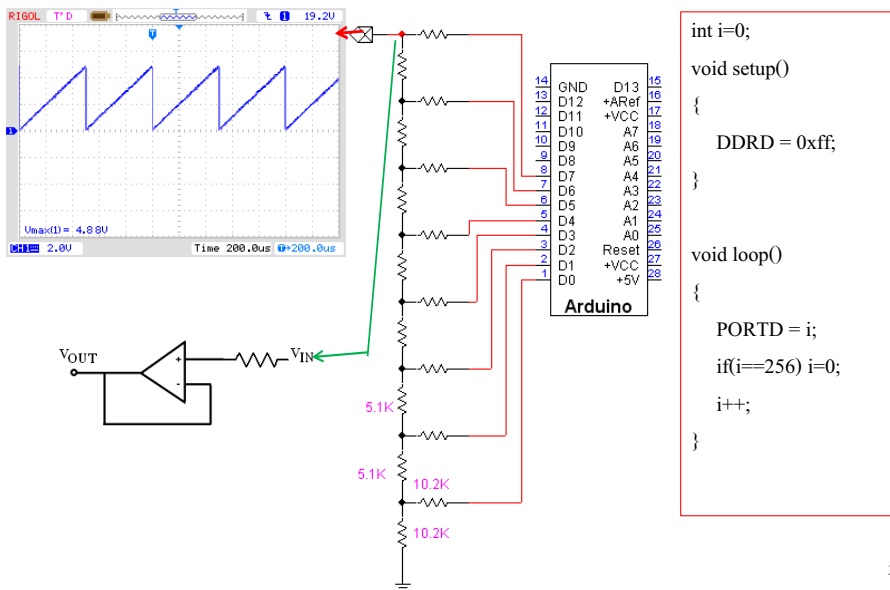 RIGOL T'D 1 19.2V
T
1
Vmax(1)= 4.88V
CH1 2.0V Time 200.0us T→200.0us
VOUT
+
-
VIN
5.1K
5.1K
10.2K
10.2K
14 GND D13 15
13 D12 +ARef 16
12 D11 +VCC 17
11 D10 A7 18
10 D9 A6 19
9 D8 A5 20
8 D7 A4 21
7 D6 A3 22
6 D5 A2 23
5 D4 A1 24
4 D3 A0 25
3 D2 Reset 26
2 D1 +VCC 27
1 D0 +5V 28
Arduino
int i=0;
void setup()
{
DDRD = 0xff;
}
void loop()
{
PORTD = i;
if(i==256) i=0;
i++;
}